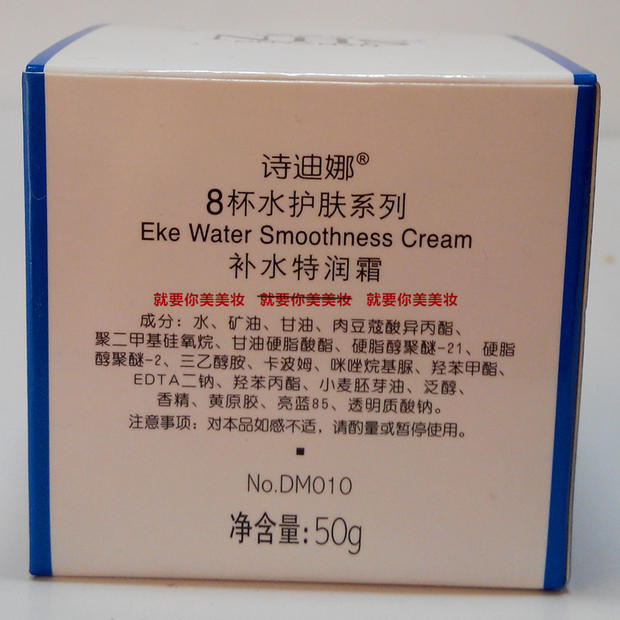 诗迪娜®
8杯水护肤系列
Eke Water Smoothness Cream
补水特润霜
就要你美美妆 就要你美美妆 就要你美美妆
成分：水、矿油、甘油、肉豆蔻酸异丙酯、
聚二甲基硅氧烷、甘油硬脂酸酯、硬脂醇聚醚-21、硬脂
醇聚醚-2、三乙醇胺、卡波姆、咪唑烷基脲、羟苯甲酯、
EDTA二钠、羟苯丙酯、小麦胚芽油、泛醇、
香精、黄原胶、亮蓝85、透明质酸钠。
注意事项：对本品如感不适，请酌量或暂停使用。
No.DM010
净含量:50g